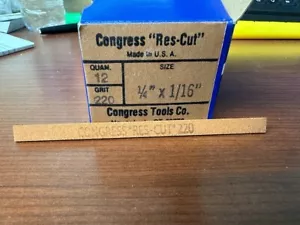 Congress "Res-Cut"
Made in U.S.A.
QUAN.
12
SIZE
GRIT
220
¼" x 1/16"
Congress Tools Co.
CONGRESS "RES-CUT" 220